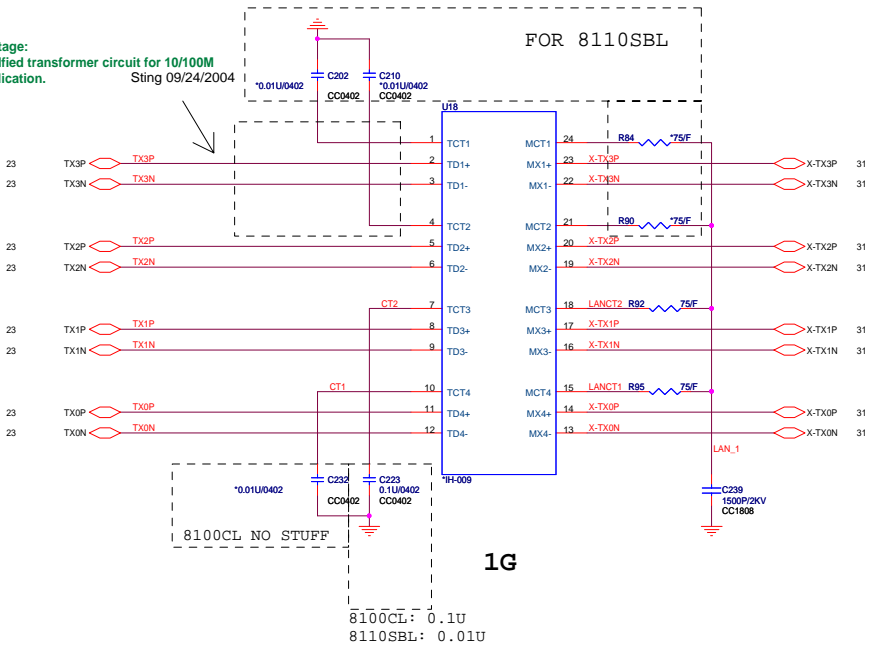 FOR 8110SBL
tage:
fied transformer circuit for 10/100M
lication.
Sting 09/24/2004
C202
*0.01U/0402
CC0402
C210
*0.01U/0402
CC0402
U18
1 TCT1 MCT1 24 R84 *75/F
23 TX3P TX3P 2 TD1+ MX1+ 23 X-TX3P X-TX3P 31
23 TX3N TX3N 3 TD1- MX1- 22 X-TX3N X-TX3N 31
4 TCT2 MCT2 21 R90 *75/F
23 TX2P TX2P 5 TD2+ MX2+ 20 X-TX2P X-TX2P 31
23 TX2N TX2N 6 TD2- MX2- 19 X-TX2N X-TX2N 31
CT2 7 TCT3 MCT3 18 LANCT2 R92 75/F
23 TX1P TX1P 8 TD3+ MX3+ 17 X-TX1P X-TX1P 31
23 TX1N TX1N 9 TD3- MX3- 16 X-TX1N X-TX1N 31
CT1 10 TCT4 MCT4 15 LANCT1 R95 75/F
23 TX0P TX0P 11 TD4+ MX4+ 14 X-TX0P X-TX0P 31
23 TX0N TX0N 12 TD4- MX4- 13 X-TX0N X-TX0N 31
LAN_1
*IH-009
C232
*0.01U/0402
CC0402
C223
0.1U/0402
CC0402
C239
1500P/2KV
CC1808
8100CL NO STUFF
1G
8100CL: 0.1U
8110SBL: 0.01U